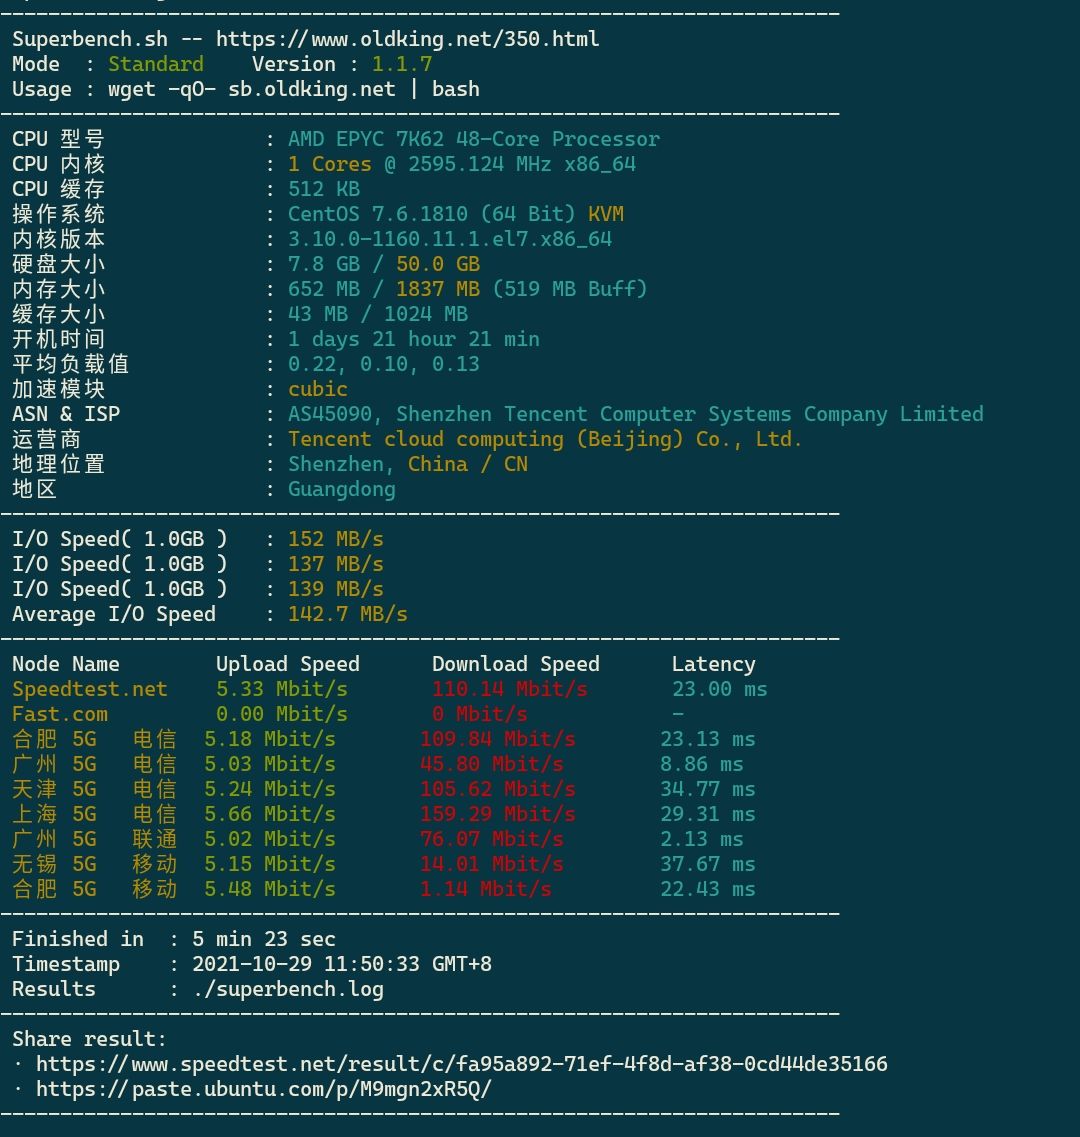 Superbench.sh -- https://www.oldking.net/350.html
Mode  : Standard    Version : 1.1.7
Usage : wget -qO- sb.oldking.net | bash
CPU 型号 : AMD EPYC 7K62 48-Core Processor
CPU 内核 : 1 Cores @ 2595.124 MHz x86_64
CPU 缓存 : 512 KB
操作系统 : CentOS 7.6.1810 (64 Bit) KVM
内核版本 : 3.10.0-1160.11.1.el7.x86_64
硬盘大小 : 7.8 GB / 50.0 GB
内存大小 : 652 MB / 1837 MB (519 MB Buff)
缓存大小 : 43 MB / 1024 MB
开机时间 : 1 days 21 hour 21 min
平均负载值 : 0.22, 0.10, 0.13
加速模块 : cubic
ASN & ISP : AS45090, Shenzhen Tencent Computer Systems Company Limited
运营商 : Tencent cloud computing (Beijing) Co., Ltd.
地理位置 : Shenzhen, China / CN
地区 : Guangdong
I/O Speed( 1.0GB ) : 152 MB/s
I/O Speed( 1.0GB ) : 137 MB/s
I/O Speed( 1.0GB ) : 139 MB/s
Average I/O Speed : 142.7 MB/s
Node Name Upload Speed Download Speed Latency
Speedtest.net 5.33 Mbit/s 110.14 Mbit/s 23.00 ms
Fast.com 0.00 Mbit/s 0 Mbit/s -
合肥 5G 电信 5.18 Mbit/s 109.84 Mbit/s 23.13 ms
广州 5G 电信 5.03 Mbit/s 45.80 Mbit/s 8.86 ms
天津 5G 电信 5.24 Mbit/s 105.62 Mbit/s 34.77 ms
上海 5G 电信 5.66 Mbit/s 159.29 Mbit/s 29.31 ms
广州 5G 联通 5.02 Mbit/s 76.07 Mbit/s 2.13 ms
无锡 5G 移动 5.15 Mbit/s 14.01 Mbit/s 37.67 ms
合肥 5G 移动 5.48 Mbit/s 1.14 Mbit/s 22.43 ms
Finished in : 5 min 23 sec
Timestamp : 2021-10-29 11:50:33 GMT+8
Results : ./superbench.log
Share result:
· https://www.speedtest.net/result/c/fa95a892-71ef-4f8d-af38-0cd44de35166
· https://paste.ubuntu.com/p/M9mgn2xR5Q/